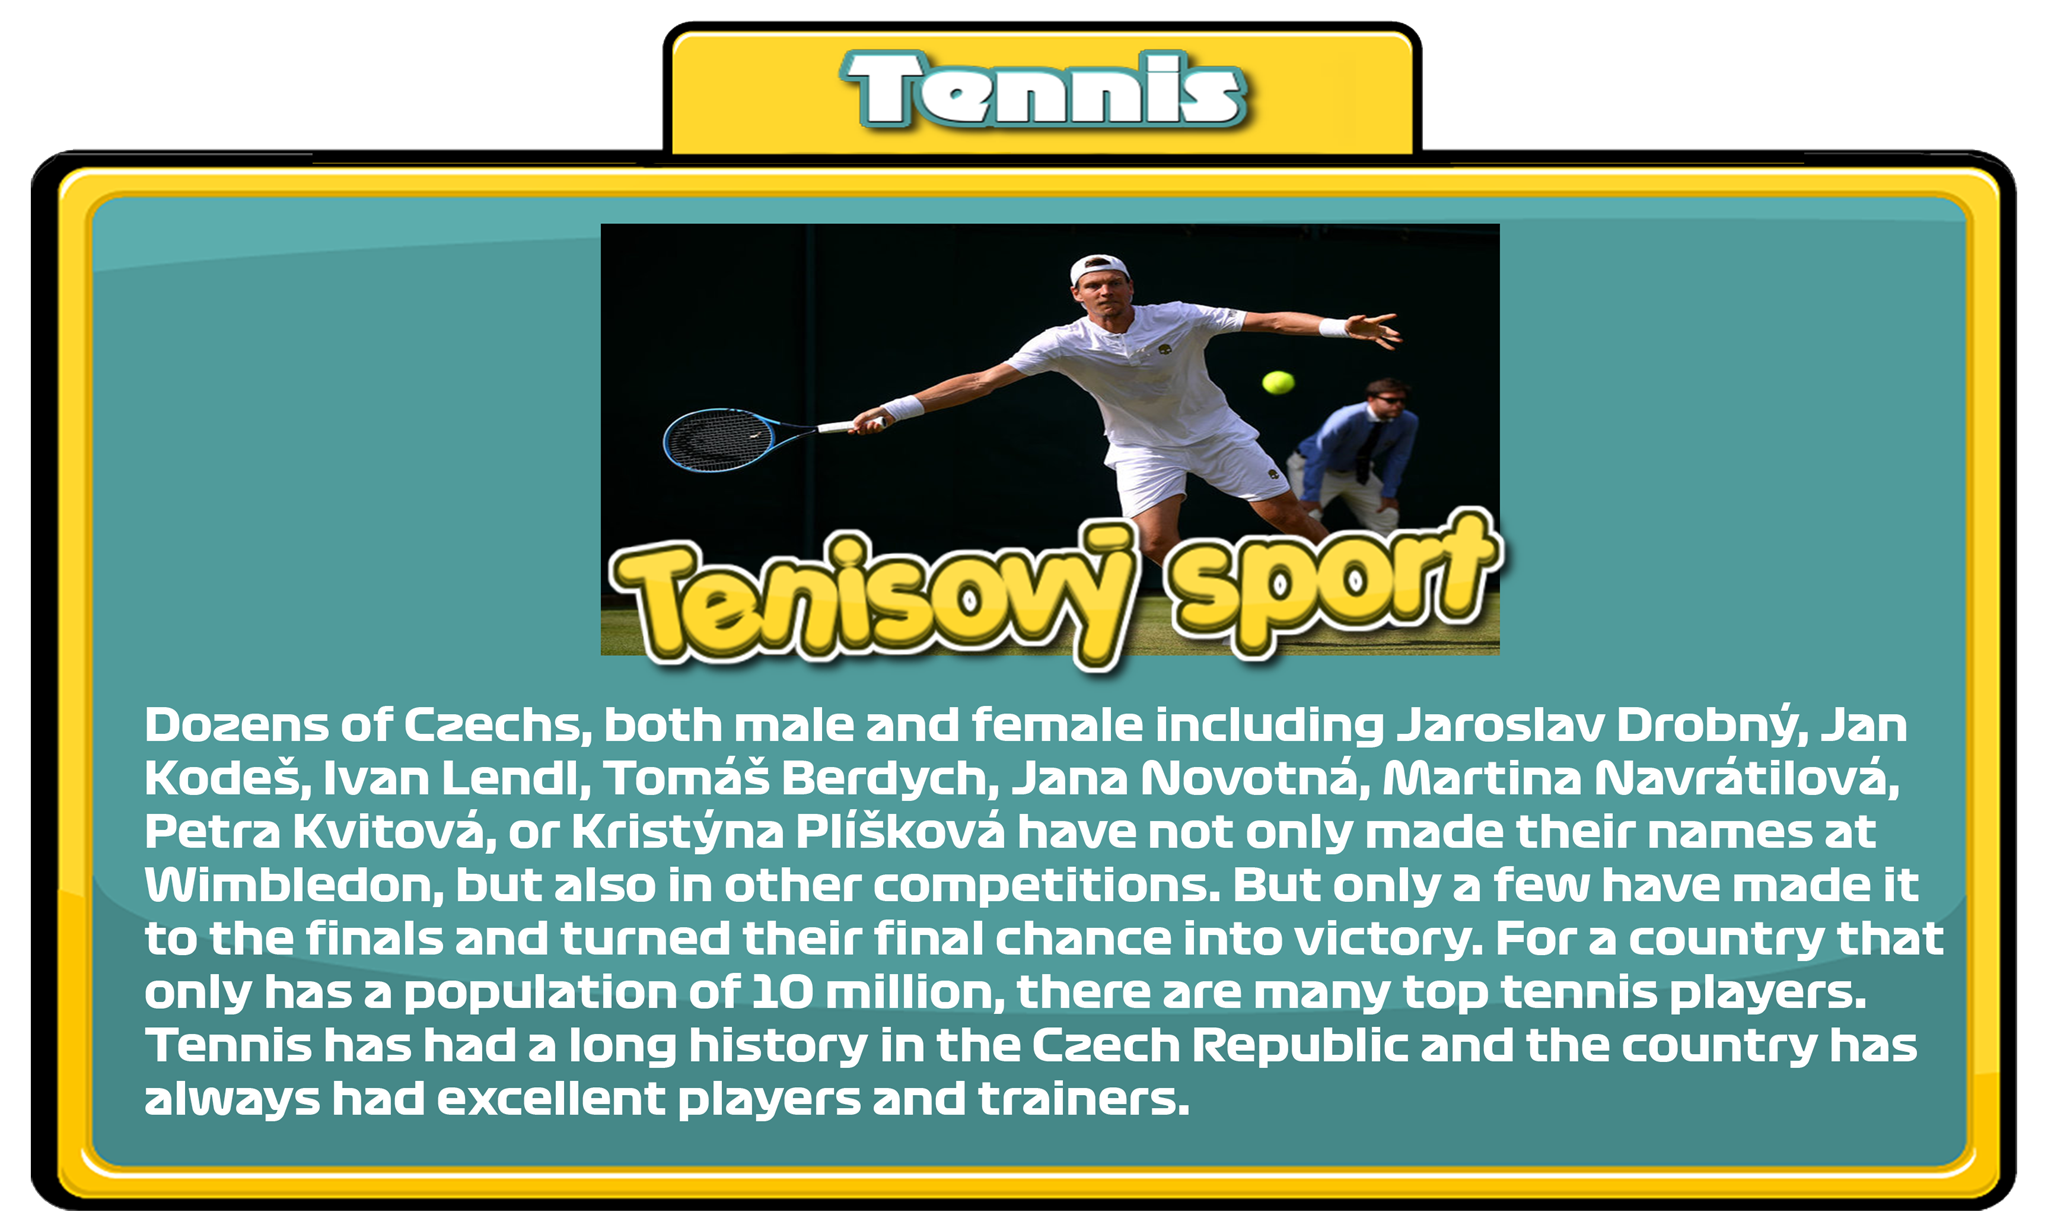 Tennis
Tenisový sport
Dozens of Czechs, both male and female including Jaroslav Drobný, Jan
Kodeš, Ivan Lendl, Tomáš Berdych, Jana Novotná, Martina Navrátilová,
Petra Kvitová, or Kristýna Plíšková have not only made their names at
Wimbledon, but also in other competitions. But only a few have made it
to the finals and turned their final chance into victory. For a country that
only has a population of 10 million, there are many top tennis players.
Tennis has had a long history in the Czech Republic and the country has
always had excellent players and trainers.